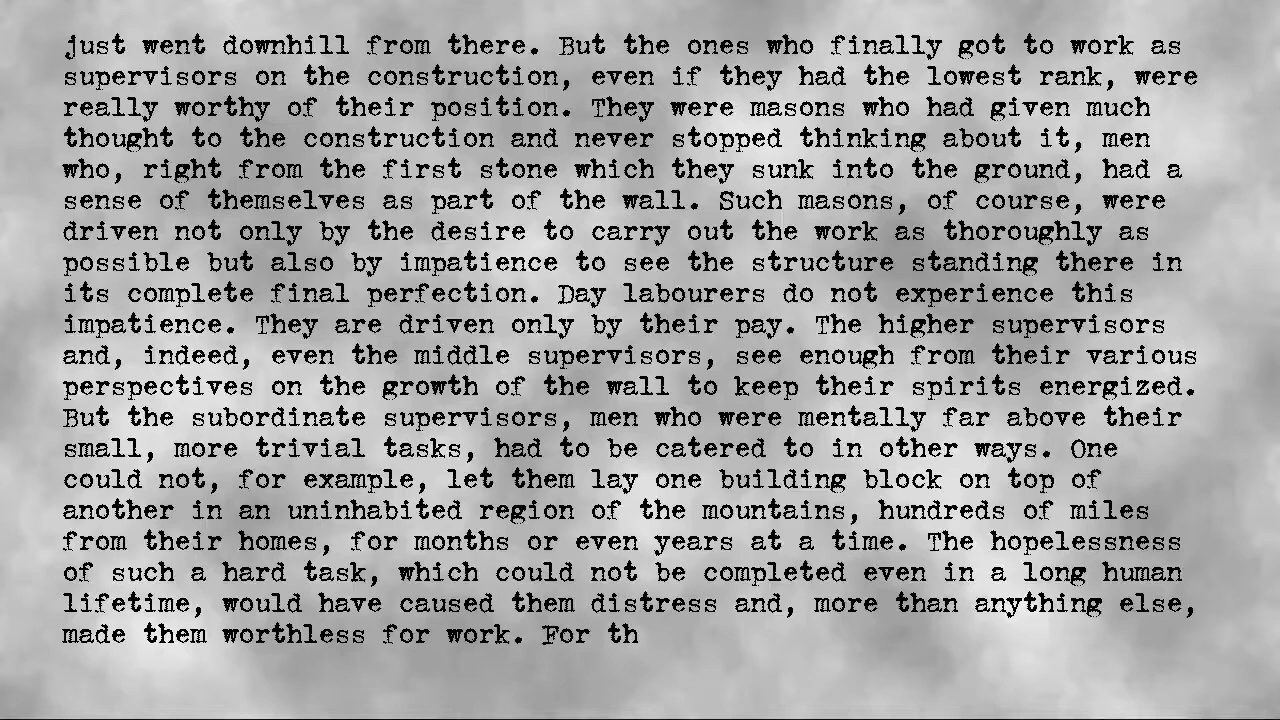 just went downhill from there. But the ones who finally got to work as
supervisors on the construction, even if they had the lowest rank, were
really worthy of their position. They were masons who had given much
thought to the construction and never stopped thinking about it, men
who, right from the first stone which they sunk into the ground, had a
sense of themselves as part of the wall. Such masons, of course, were
driven not only by the desire to carry out the work as thoroughly as
possible but also by impatience to see the structure standing there in
its complete final perfection. Day labourers do not experience this
impatience. They are driven only by their pay. The higher supervisors
and, indeed, even the middle supervisors, see enough from their various
perspectives on the growth of the wall to keep their spirits energized.
But the subordinate supervisors, men who were mentally far above their
small, more trivial tasks, had to be catered to in other ways. One
could not, for example, let them lay one building block on top of
another in an uninhabited region of the mountains, hundreds of miles
from their homes, for months or even years at a time. The hopelessness
of such a hard task, which could not be completed even in a long human
lifetime, would have caused them distress and, more than anything else,
made them worthless for work. For th